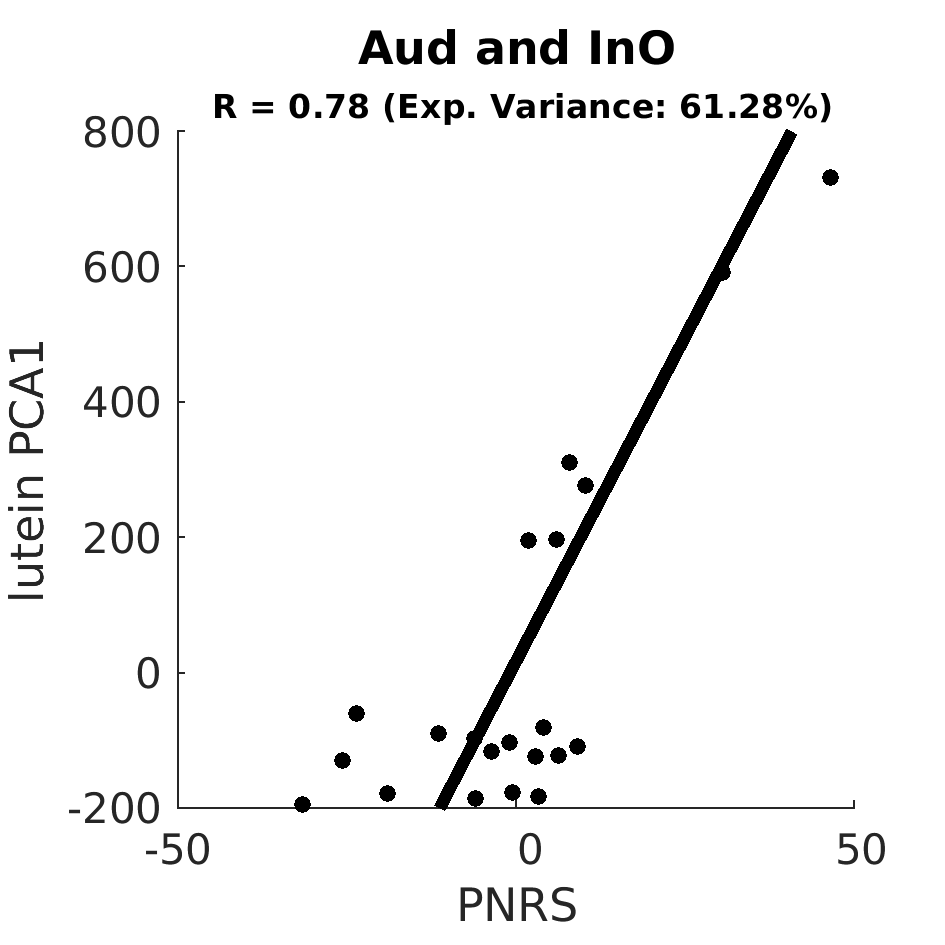 Aud and InO
R = 0.78 (Exp. Variance: 61.28%)
800
600
400
200
0
-200
lutein PCA1
-50
0
50
PNRS